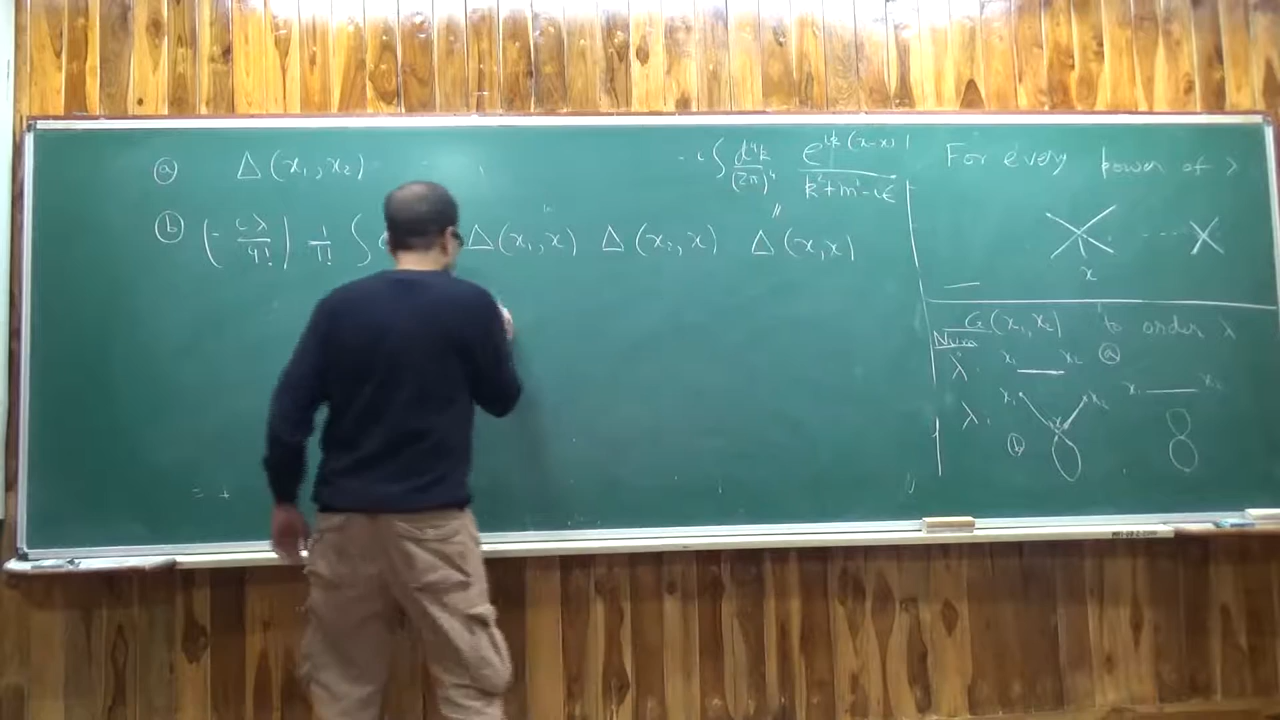 ⓐ Δ(x₁,x₂)
-i∫ d⁴k/(2π)⁴ e^{ik(x-x)}/(k²+m²-iϵ)
ⓑ (-iλ/4!) 1/1! ∫ Δ(x₁,x) Δ(x₂,x) Δ(x,x)
= +
For every power of λ
x
G(x₁,x₂) to order λ
Num
λ⁰: x₁ x₂ ⓐ
λ: x₁ x₂ x x₁ x₂
ⓑ